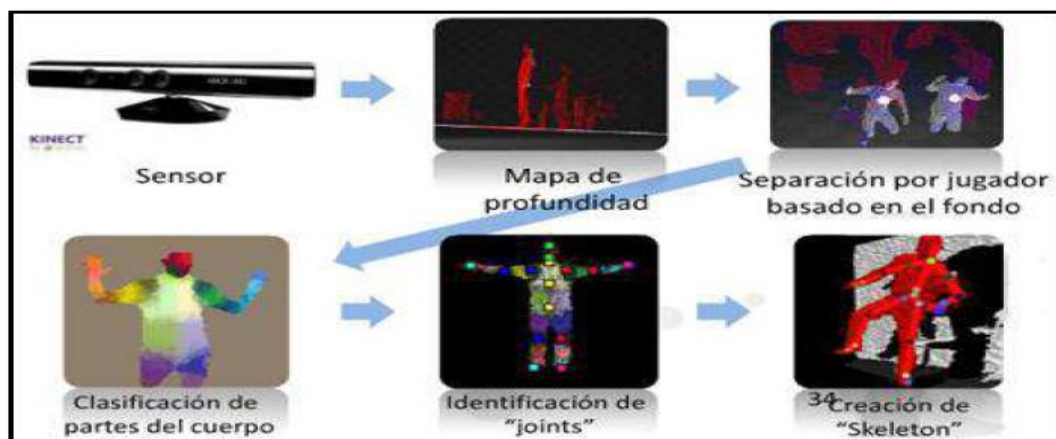 KINECT
Sensor
Mapa de
profundidad
Separación por jugador
basado en el fondo
Clasificación de
partes del cuerpo
Identificación de
“joints”
34
Creación de
“Skeleton”